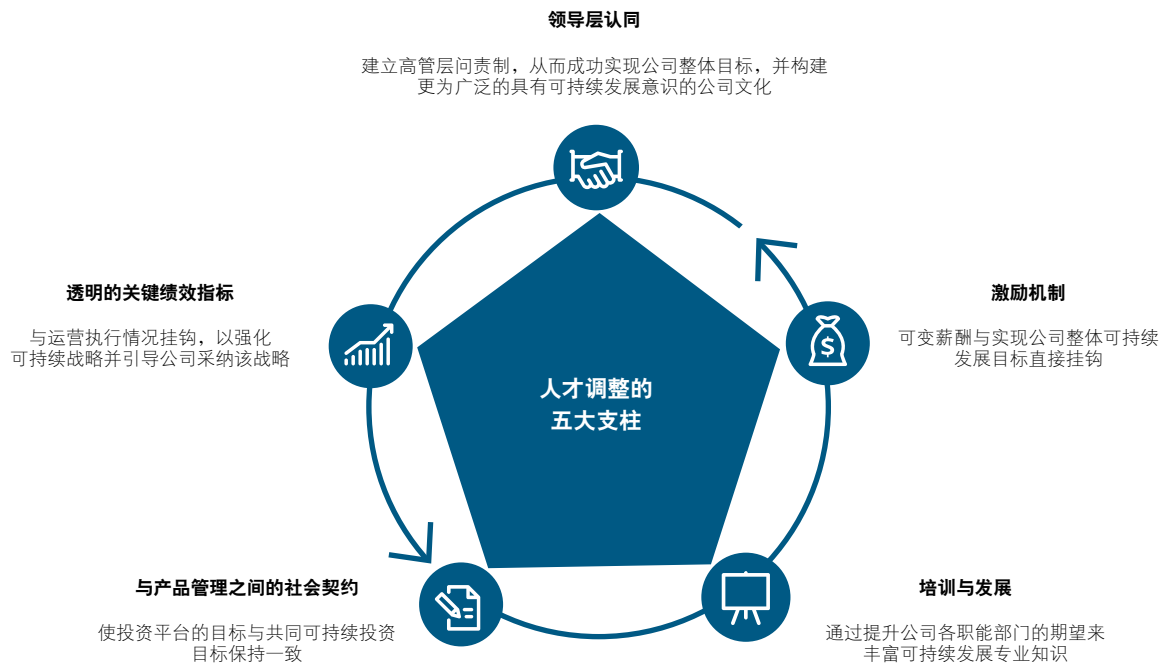 领导层认同
建立高管层问责制，从而成功实现公司整体目标，并构建
更为广泛的具有可持续发展意识的公司文化
透明的关键绩效指标
与运营执行情况挂钩，以强化
可持续战略并引导公司采纳该战略
激励机制
可变薪酬与实现公司整体可持续
发展目标直接挂钩
$
人才调整的
五大支柱
与产品管理之间的社会契约
使投资平台的目标与共同可持续投资
目标保持一致
培训与发展
通过提升公司各职能部门的期望来
丰富可持续发展专业知识